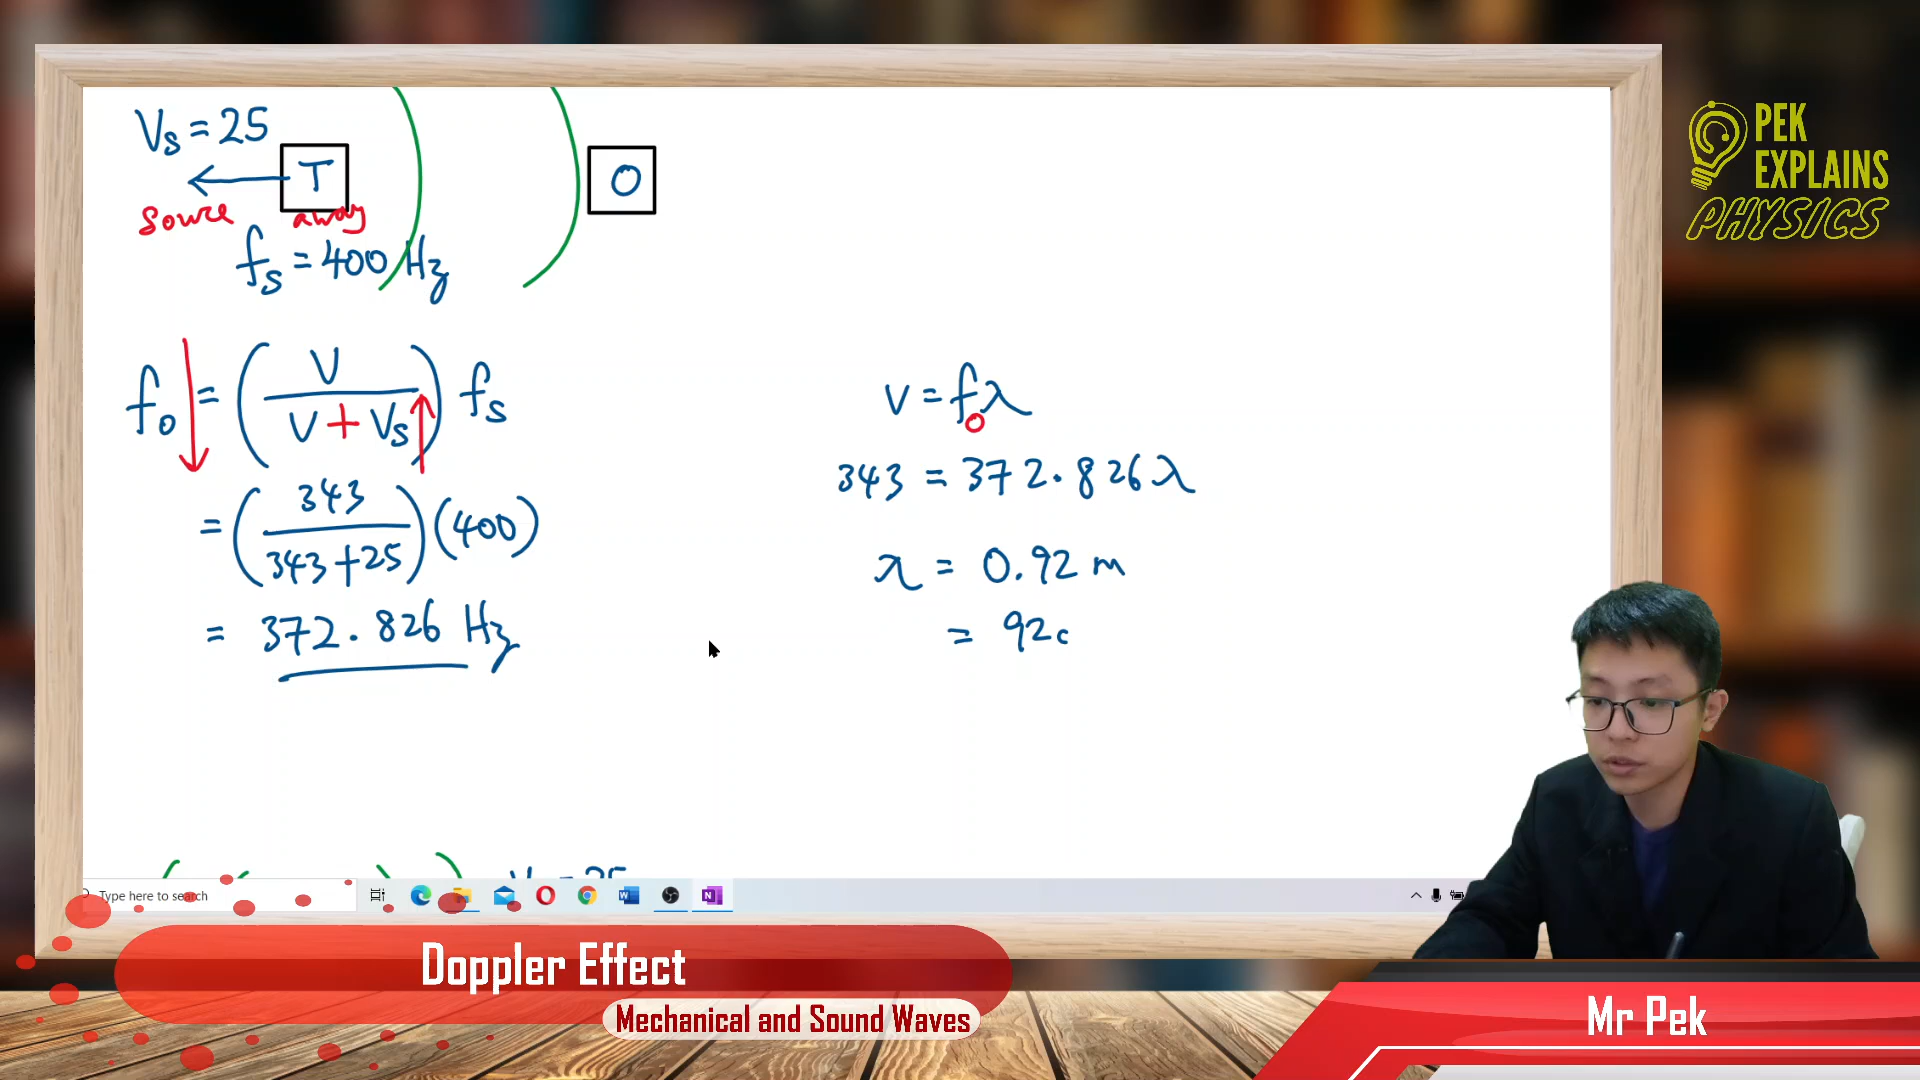 Vs = 25
T
O
Source away
fs = 400 Hz
fo = (V / V + Vs) fs
= (343 / 343+25)(400)
= 372.826 Hz
v = foλ
343 = 372.826 λ
λ = 0.92 m
= 92c
= 25
Type here to search
PEK
EXPLAINS
PHYSICS
Doppler Effect
Mechanical and Sound Waves
Mr Pek